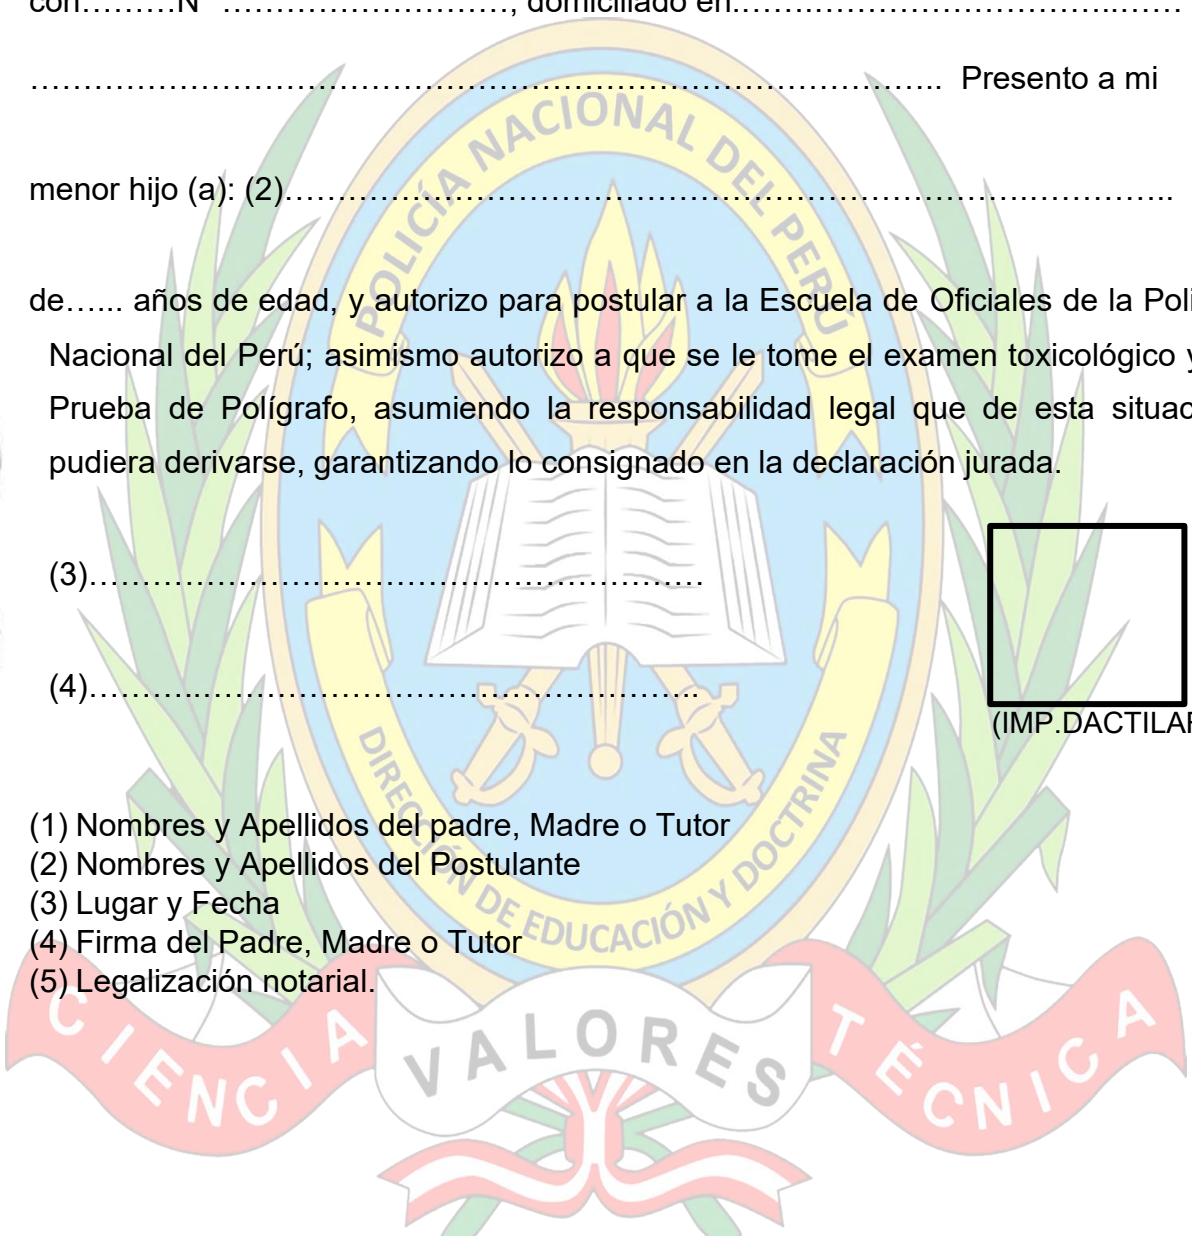 con………N° ………………………, domiciliado en……..………………………..……
…………………………………………………………………………….. Presento a mi
menor hijo (a): (2)…………………………………………………………………………..
de…... años de edad, y autorizo para postular a la Escuela de Oficiales de la Poli
Nacional del Perú; asimismo autorizo a que se le tome el examen toxicológico y
Prueba de Polígrafo, asumiendo la responsabilidad legal que de esta situac
pudiera derivarse, garantizando lo consignado en la declaración jurada.
(3)…………………………………………………
(4)…………………………………………………
(IMP.DACTILAR
(1) Nombres y Apellidos del padre, Madre o Tutor
(2) Nombres y Apellidos del Postulante
(3) Lugar y Fecha
(4) Firma del Padre, Madre o Tutor
(5) Legalización notarial.
POLICÍA NACIONAL DEL PERÚ
DIRECCIÓN DE EDUCACIÓN Y DOCTRINA
CIENCIA
VALORES
TÉCNICA